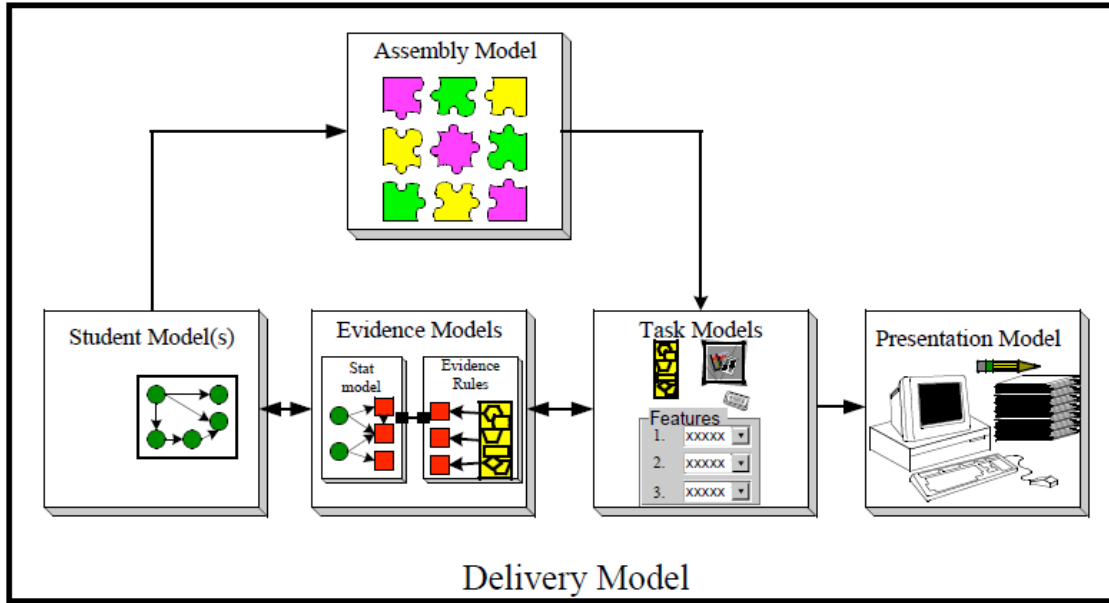 Assembly Model
Student Model(s)
Evidence Models
Stat
model
Evidence
Rules
Task Models
Features
1. xxxxx
2. xxxxx
3. xxxxx
Presentation Model
Delivery Model